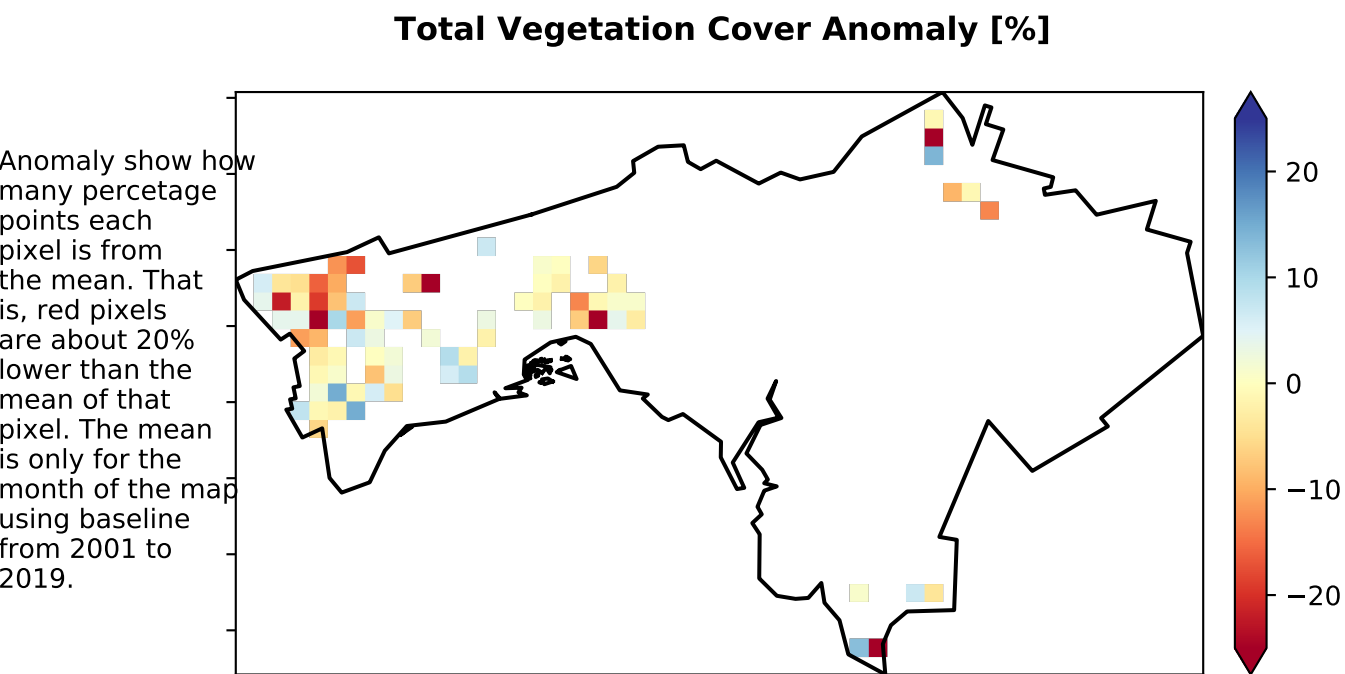 Total Vegetation Cover Anomaly [%]
Anomaly show how
many percetage
points each
pixel is from
the mean. That
is, red pixels
are about 20%
lower than the
mean of that
pixel. The mean
is only for the
month of the map
using baseline
from 2001 to
2019.
20
10
0
−10
−20